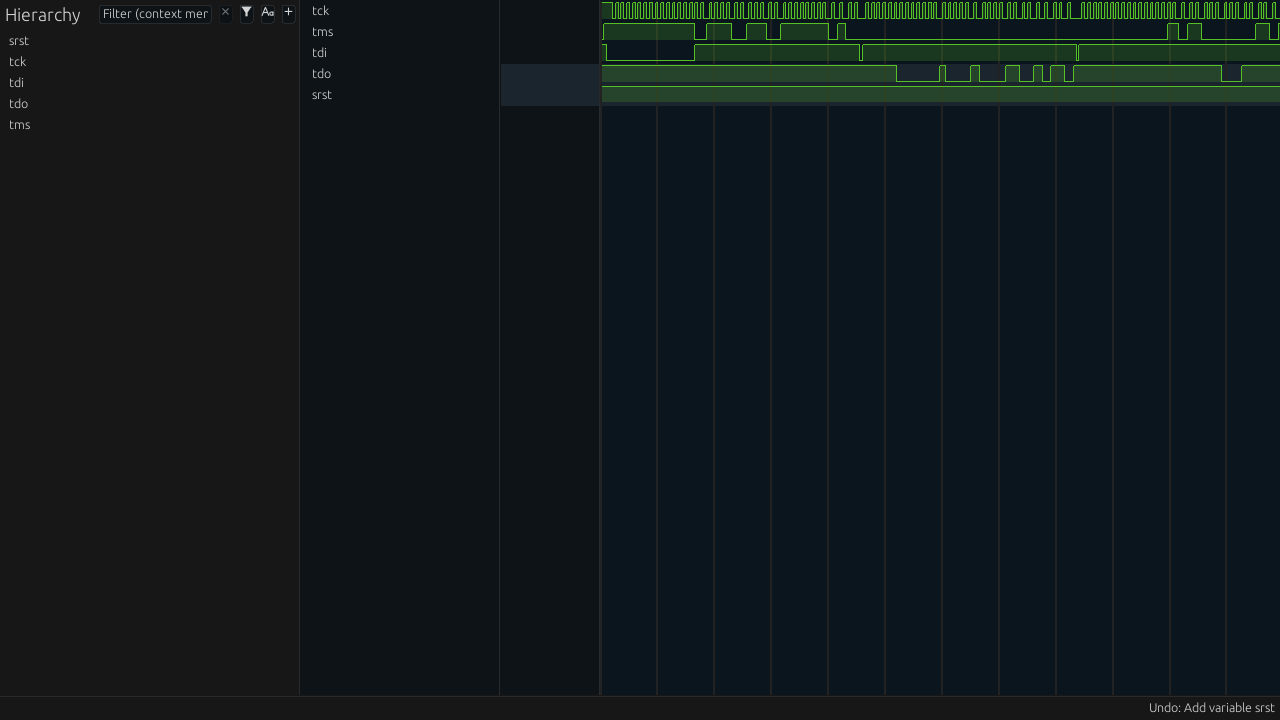 Hierarchy
Filter (context mer
×
Aa
+
srst
tck
tdi
tdo
tms
tck
tms
tdi
tdo
srst
Undo: Add variable srst